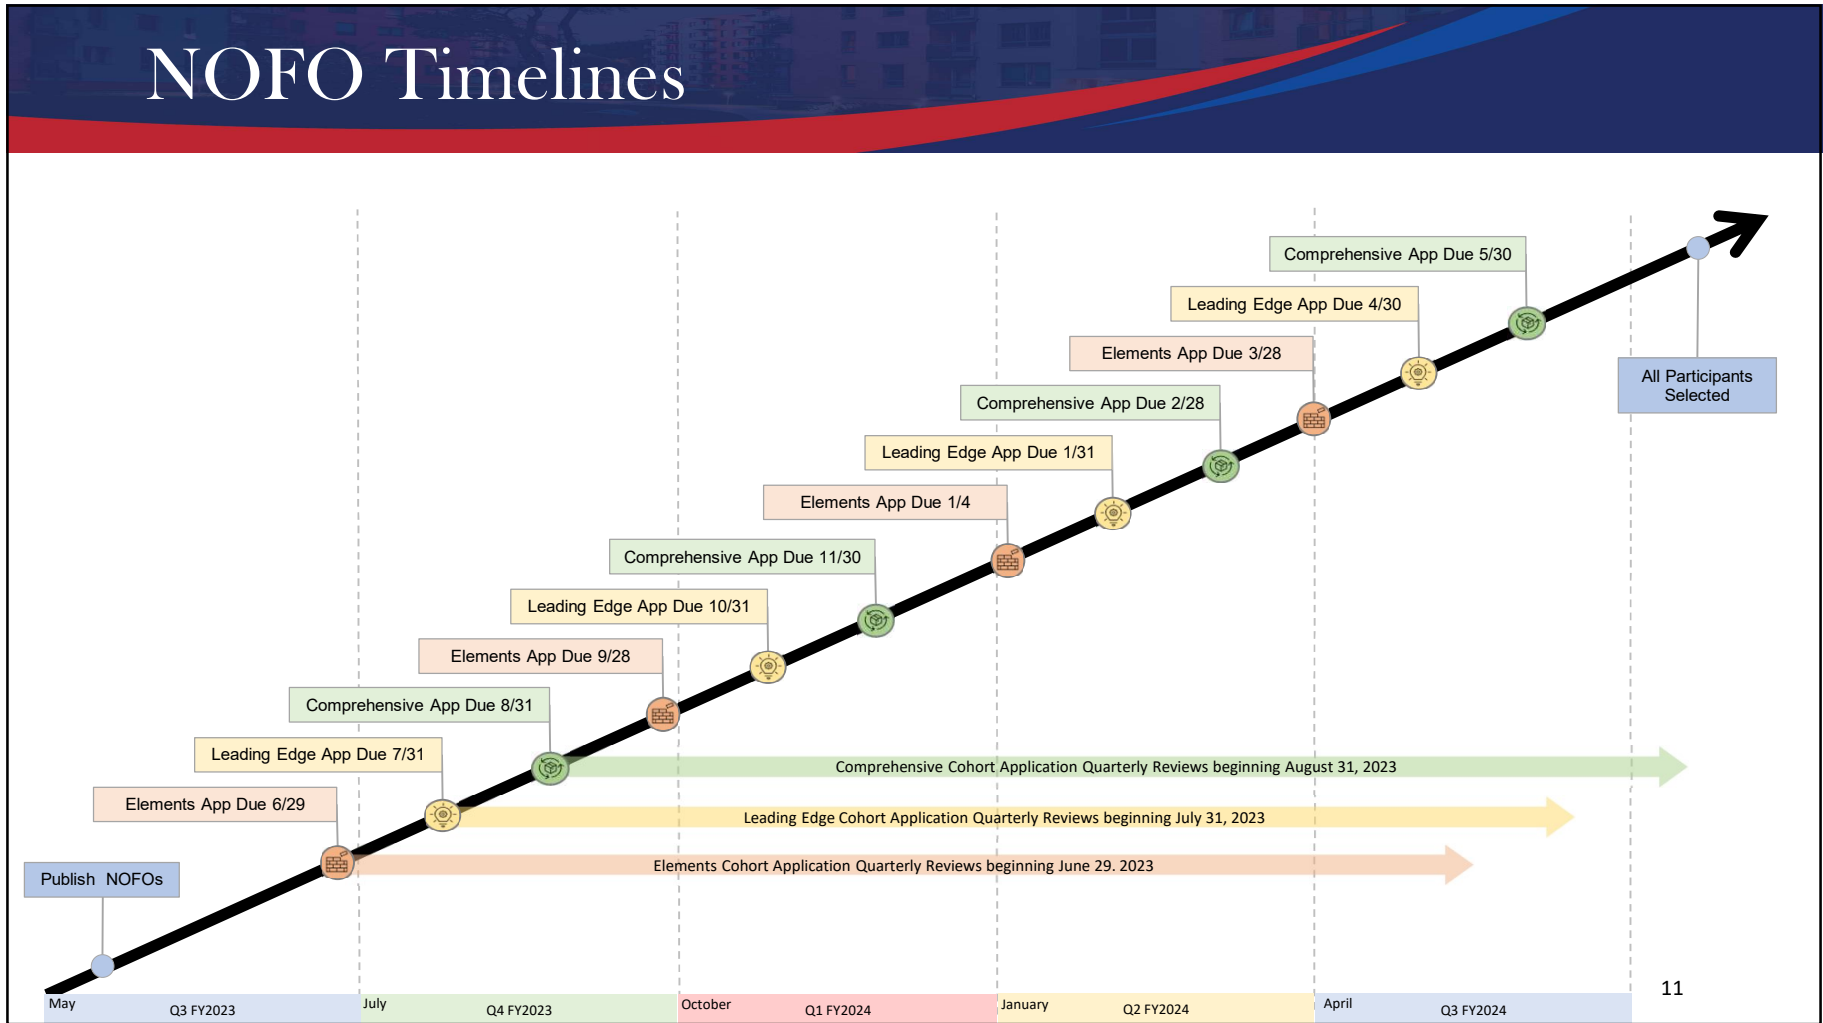 NOFO Timelines
Comprehensive App Due 5/30
Leading Edge App Due 4/30
Elements App Due 3/28
All Participants
Selected
Comprehensive App Due 2/28
Leading Edge App Due 1/31
Elements App Due 1/4
Comprehensive App Due 11/30
Leading Edge App Due 10/31
Elements App Due 9/28
Comprehensive App Due 8/31
Leading Edge App Due 7/31
Comprehensive Cohort Application Quarterly Reviews beginning August 31, 2023
Elements App Due 6/29
Leading Edge Cohort Application Quarterly Reviews beginning July 31, 2023
Elements Cohort Application Quarterly Reviews beginning June 29. 2023
Publish NOFOs
11
May
Q3 FY2023
July
Q4 FY2023
October
Q1 FY2024
January
Q2 FY2024
April
Q3 FY2024